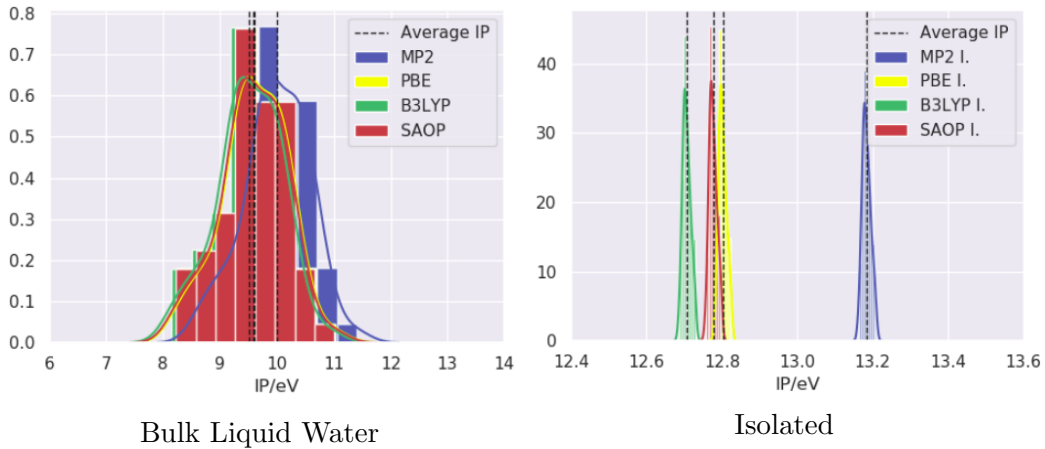 0.8
0.7
0.6
0.5
0.4
0.3
0.2
0.1
0.0
6 7 8 9 10 11 12 13 14
IP/eV
Average IP
MP2
PBE
B3LYP
SAOP
Bulk Liquid Water
40
30
20
10
0
12.4 12.6 12.8 13.0 13.2 13.4 13.6
IP/eV
Average IP
MP2 I.
PBE I.
B3LYP I.
SAOP I.
Isolated